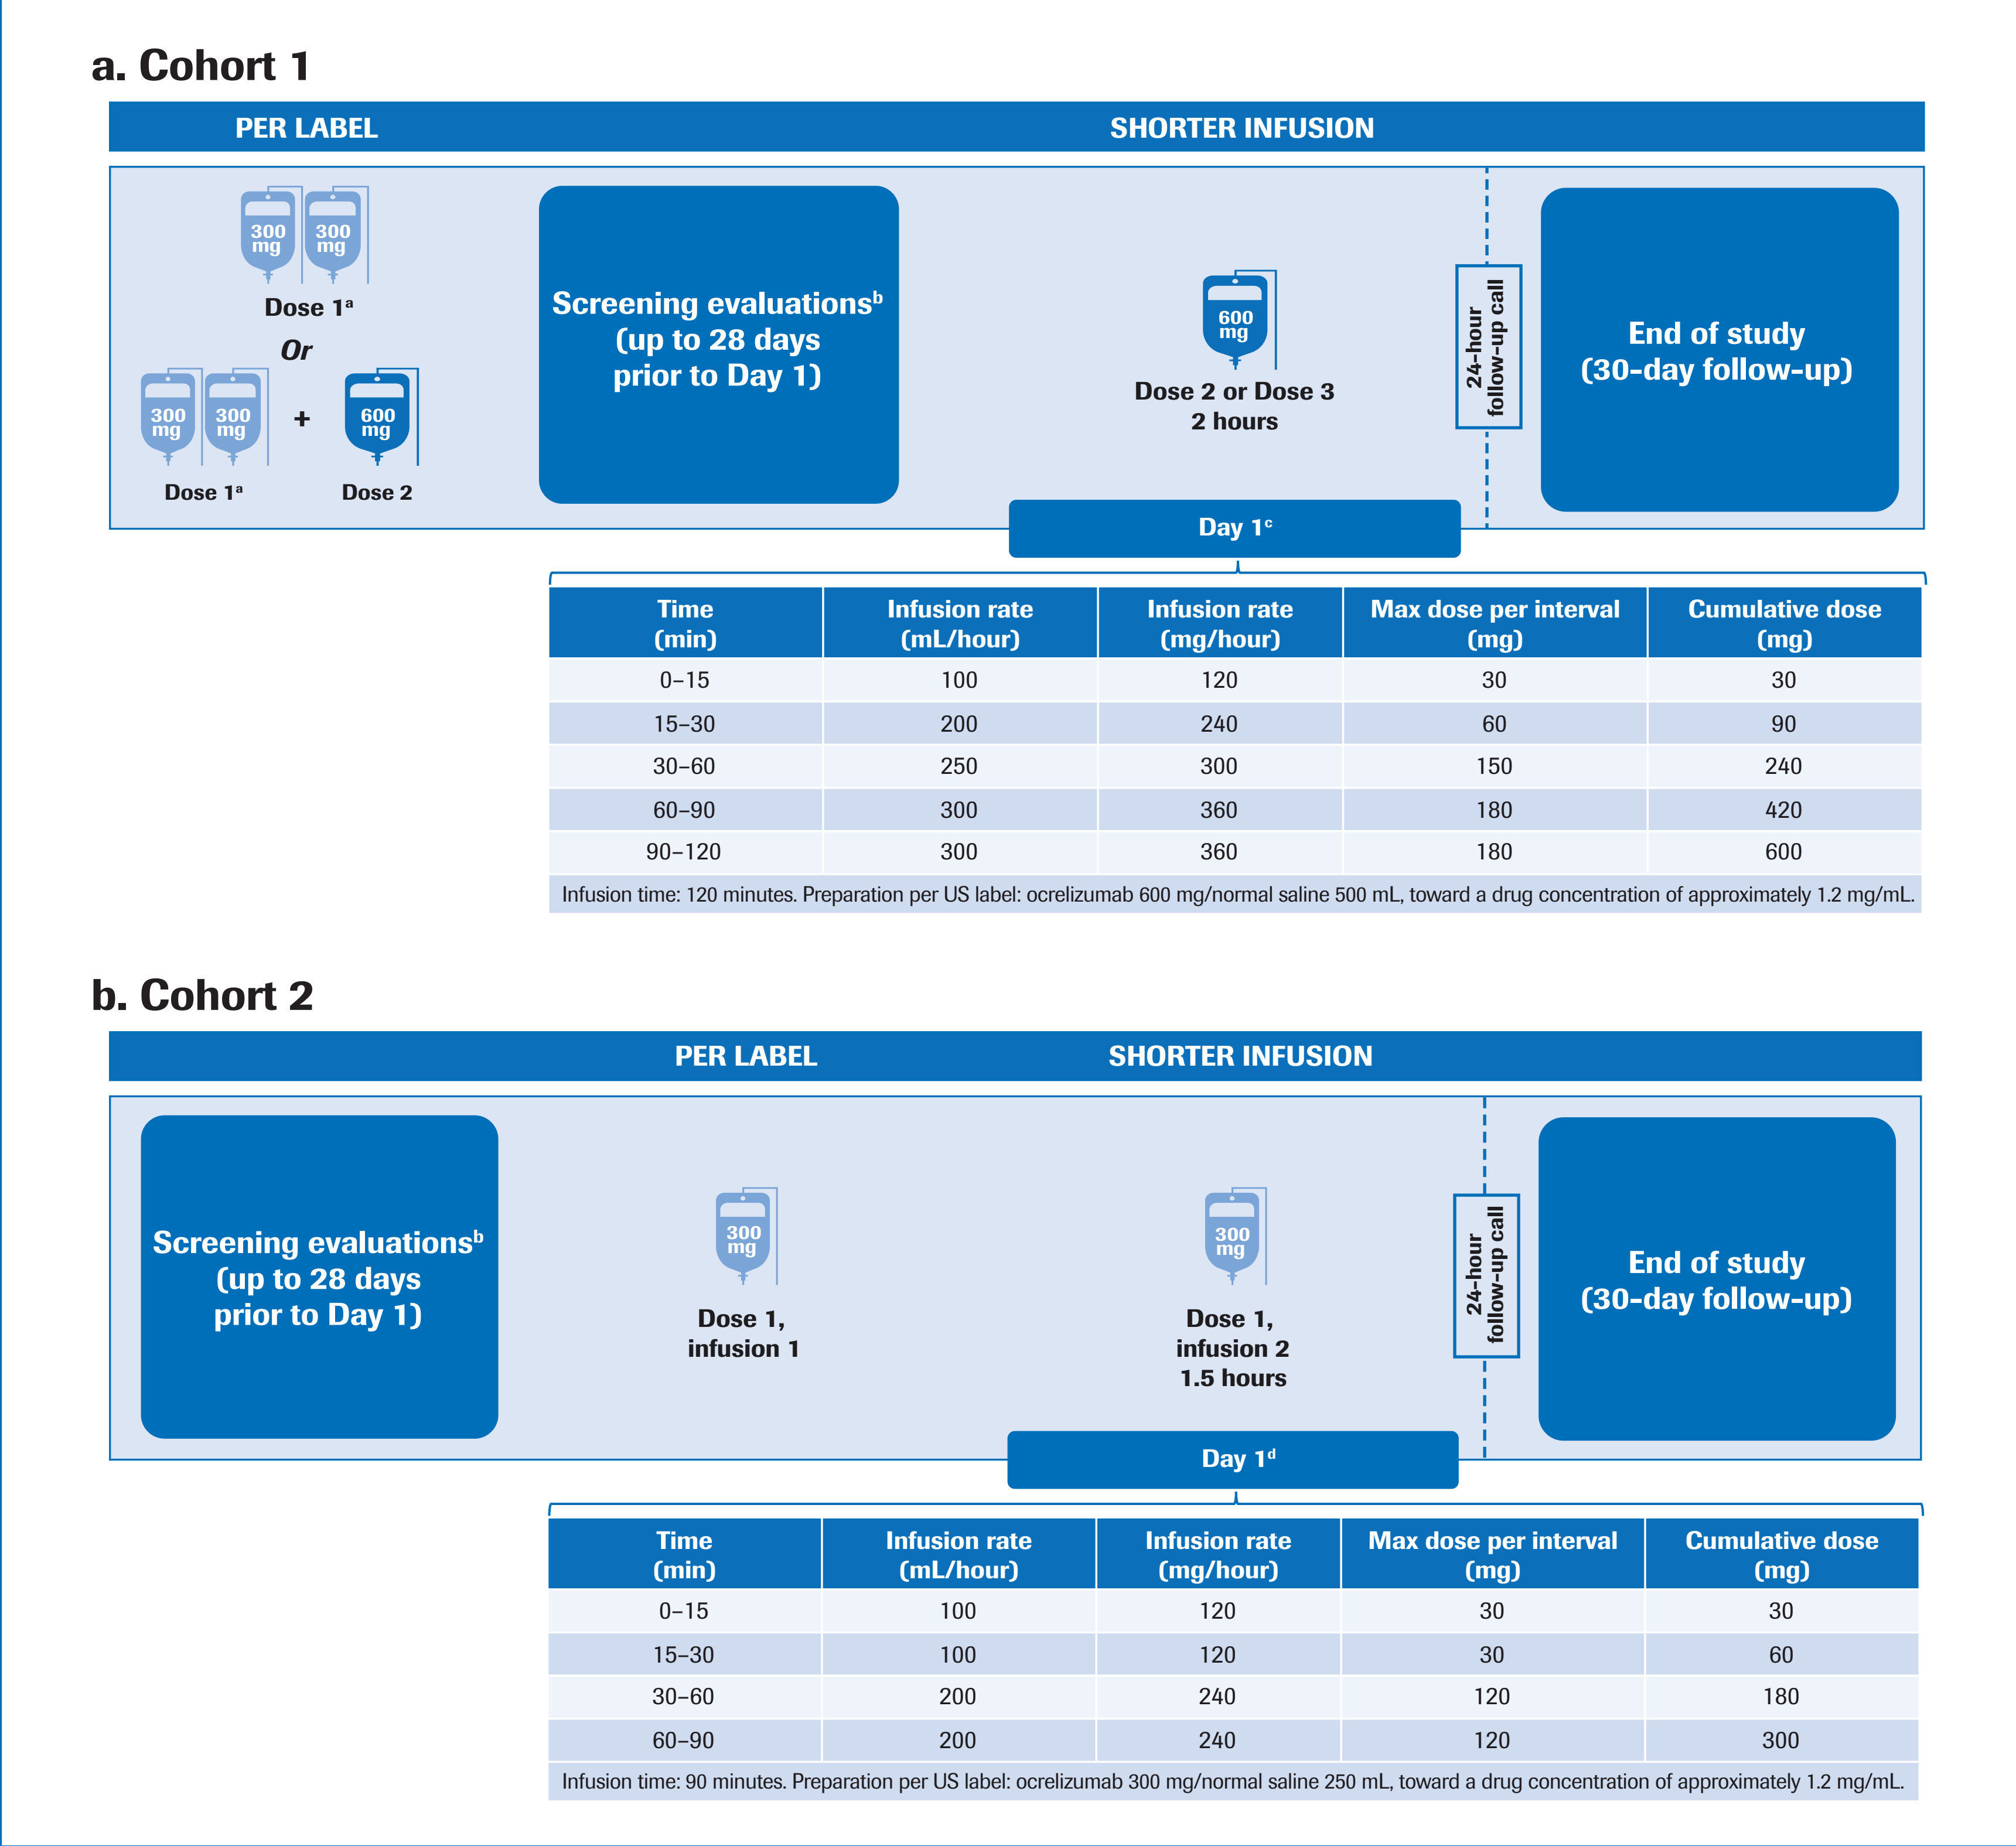 a. Cohort 1
PER LABEL
SHORTER INFUSION
300
mg
300
mg
Dose 1ᵃ
Or
300
mg
300
mg
+
600
mg
Dose 1ᵃ
Dose 2
Screening evaluationsᵇ
(up to 28 days
prior to Day 1)
600
mg
Dose 2 or Dose 3
2 hours
24-hour
follow-up call
End of study
(30-day follow-up)
Day 1ᶜ
Time (min) Infusion rate (mL/hour) Infusion rate (mg/hour) Max dose per interval (mg) Cumulative dose (mg)
0–15 100 120 30 30
15–30 200 240 60 90
30–60 250 300 150 240
60–90 300 360 180 420
90–120 300 360 180 600
Infusion time: 120 minutes. Preparation per US label: ocrelizumab 600 mg/normal saline 500 mL, toward a drug concentration of approximately 1.2 mg/mL.
b. Cohort 2
PER LABEL
SHORTER INFUSION
Screening evaluationsᵇ
(up to 28 days
prior to Day 1)
300
mg
Dose 1,
infusion 1
300
mg
Dose 1,
infusion 2
1.5 hours
24-hour
follow-up call
End of study
(30-day follow-up)
Day 1ᵈ
Time (min) Infusion rate (mL/hour) Infusion rate (mg/hour) Max dose per interval (mg) Cumulative dose (mg)
0–15 100 120 30 30
15–30 100 120 30 60
30–60 200 240 120 180
60–90 200 240 120 300
Infusion time: 90 minutes. Preparation per US label: ocrelizumab 300 mg/normal saline 250 mL, toward a drug concentration of approximately 1.2 mg/mL.